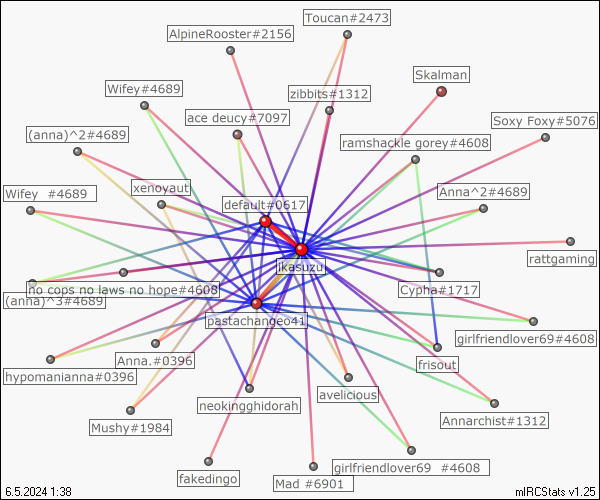 Toucan#2473
AlpineRooster#2156
Skalman
Wifey#4689
zibbits#1312
ace deucy#7097
Soxy Foxy#5076
(anna)^2#4689
ramshackle gorey#4608
xenoyaut
Wifey  #4689
Anna^2#4689
default#0617
rattgaming
jkasuzu
no cops no laws no hope#4608
Cypha#1717
(anna)^3#4689
pastachange041
girlfriendlover69#4608
Anna.#0396
frisout
hypomanianna#0396
avelicious
neokingghidorah
Annarchist#1312
Mushy#1984
girlfriendlover69  #4608
fakedingo
Mad #6901
6.5.2024 1:38
mIRCStats v1.25